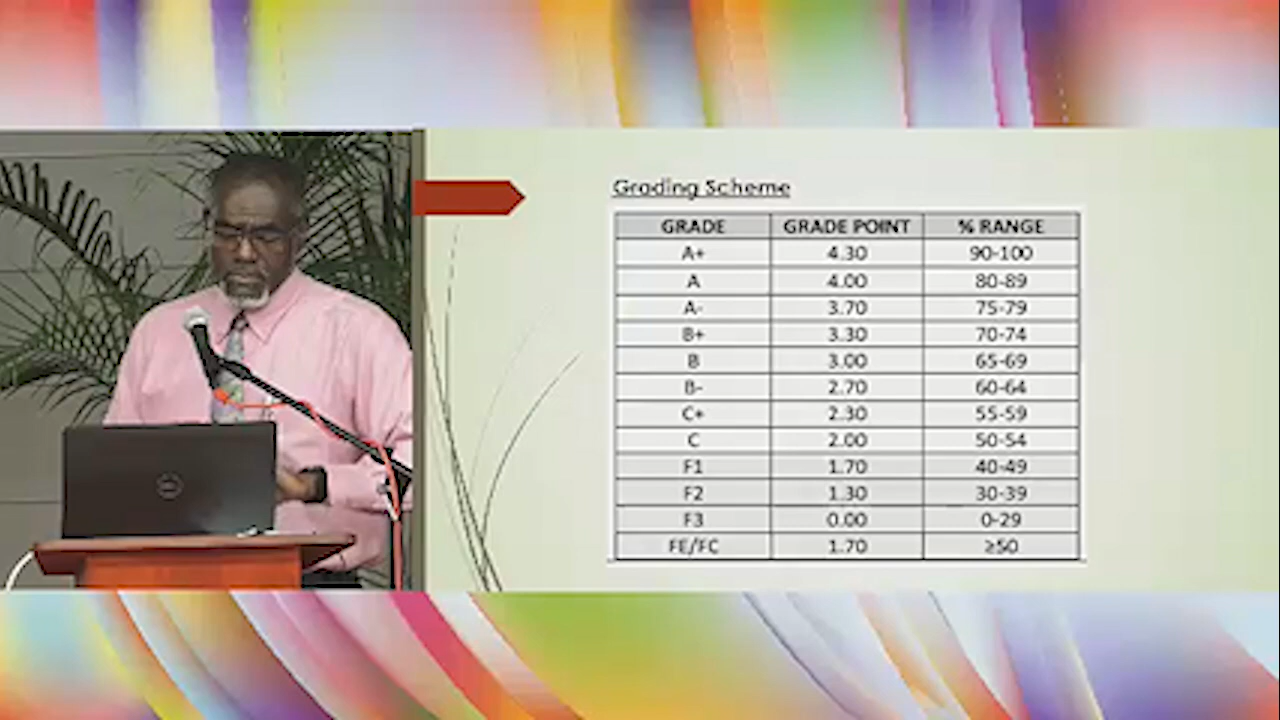 Grading Scheme
GRADE GRADE POINT % RANGE
A+ 4.30 90-100
A 4.00 80-89
A- 3.70 75-79
B+ 3.30 70-74
B 3.00 65-69
B- 2.70 60-64
C+ 2.30 55-59
C 2.00 50-54
F1 1.70 40-49
F2 1.30 30-39
F3 0.00 0-29
FE/FC 1.70 ≥50
DELL